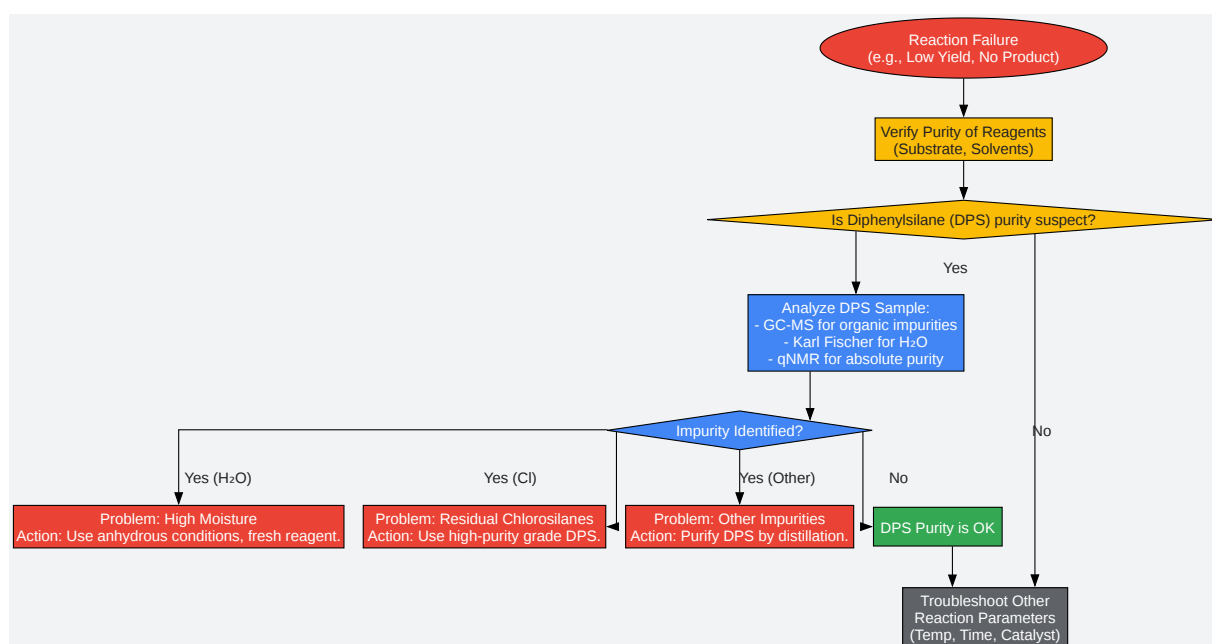 Reaction Failure
(e.g., Low Yield, No Product)
Verify Purity of Reagents
(Substrate, Solvents)
Is Diphenylsilane (DPS) purity suspect?
Yes
Analyze DPS Sample:
- GC-MS for organic impurities
- Karl Fischer for H₂O
- qNMR for absolute purity
Impurity Identified?
No
Yes (H₂O)
Yes (Cl)
Yes (Other)
No
Problem: High Moisture
Action: Use anhydrous conditions, fresh reagent.
Problem: Residual Chlorosilanes
Action: Use high-purity grade DPS.
Problem: Other Impurities
Action: Purify DPS by distillation.
DPS Purity is OK
Troubleshoot Other
Reaction Parameters
(Temp, Time, Catalyst)